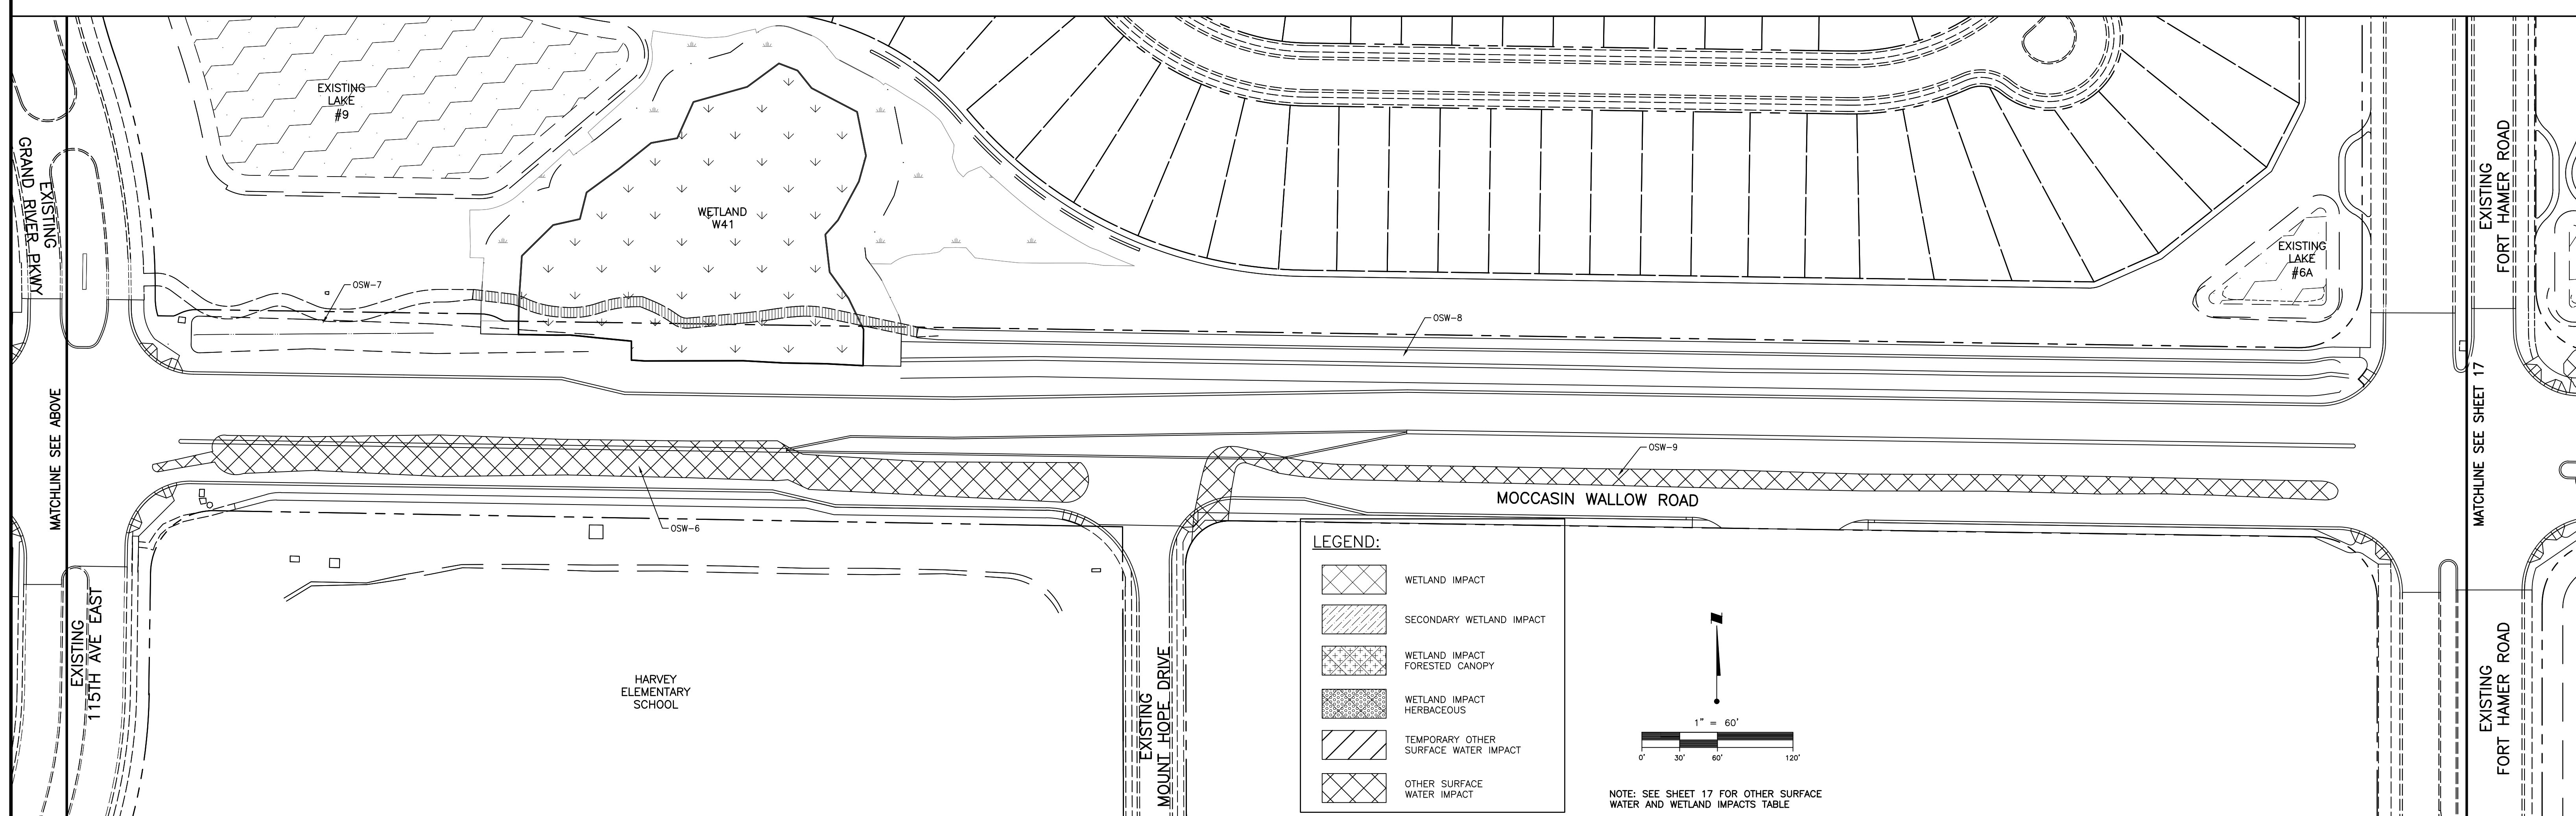 EXISTING
LAKE
#9
EXISTING
GRAND RIVER PKWY
WETLAND
W41
EXISTING
FORT HAMER ROAD
EXISTING
LAKE
#6A
OSW-7
OSW-8
MATCHLINE SEE ABOVE
MATCHLINE SEE SHEET 17
OSW-9
MOCCASIN WALLOW ROAD
OSW-6
EXISTING
115TH AVE EAST
HARVEY
ELEMENTARY
SCHOOL
EXISTING
MOUNT HOPE DRIVE
LEGEND:
WETLAND IMPACT
SECONDARY WETLAND IMPACT
WETLAND IMPACT
FORESTED CANOPY
WETLAND IMPACT
HERBACEOUS
TEMPORARY OTHER
SURFACE WATER IMPACT
OTHER SURFACE
WATER IMPACT
1" = 60'
0' 30' 60' 120'
NOTE: SEE SHEET 17 FOR OTHER SURFACE
WATER AND WETLAND IMPACTS TABLE
EXISTING
FORT HAMER ROAD